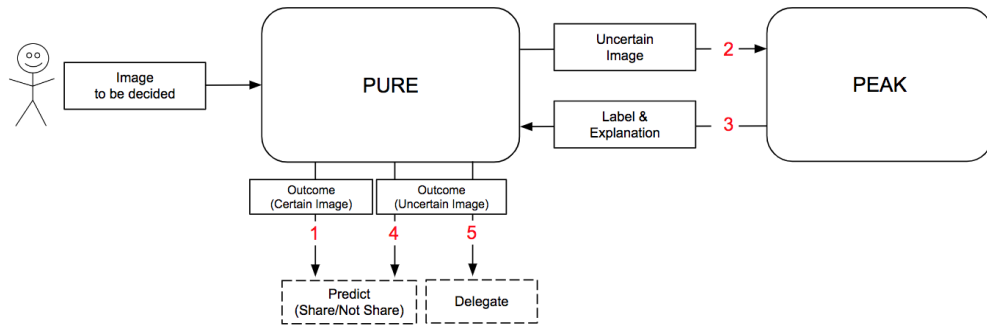 Image
to be decided
PURE
Uncertain
Image
2
PEAK
Label &
Explanation
3
Outcome
(Certain Image)
Outcome
(Uncertain Image)
1
4
5
Predict
(Share/Not Share)
Delegate